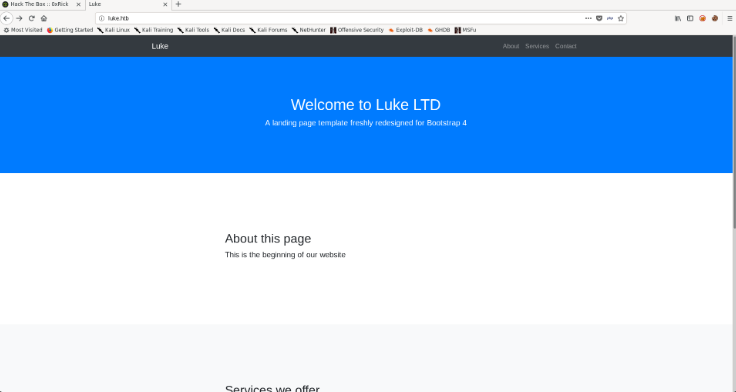 Hack The Box :: 0xRick
Luke
luke.htb
Most Visited Getting Started Kali Linux Kali Training Kali Tools Kali Docs Kali Forums NetHunter Offensive Security Exploit-DB GHDB MSFu
Luke About Services Contact
Welcome to Luke LTD
A landing page template freshly redesigned for Bootstrap 4
About this page
This is the beginning of our website
Services we offer